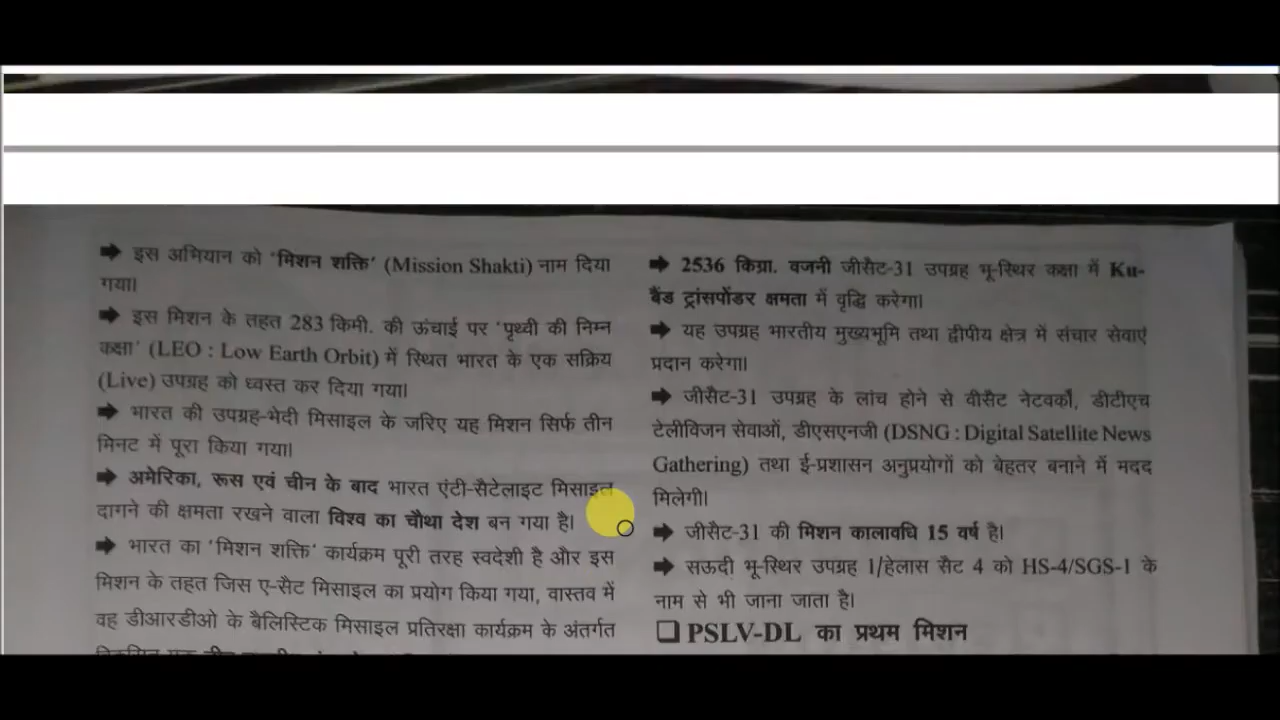 ➡ इस अभियान को 'मिशन शक्ति' (Mission Shakti) नाम दिया
गया।
➡ इस मिशन के तहत 283 किमी. की ऊंचाई पर 'पृथ्वी की निम्न
कक्षा' (LEO : Low Earth Orbit) में स्थित भारत के एक सक्रिय
(Live) उपग्रह को ध्वस्त कर दिया गया।
➡ भारत की उपग्रह-भेदी मिसाइल के जरिए यह मिशन सिर्फ तीन
मिनट में पूरा किया गया।
➡ अमेरिका, रूस एवं चीन के बाद भारत एंटी-सैटेलाइट मिसाइल
दागने की क्षमता रखने वाला विश्व का चौथा देश बन गया है।
➡ भारत का 'मिशन शक्ति' कार्यक्रम पूरी तरह स्वदेशी है और इस
मिशन के तहत जिस ए-सैट मिसाइल का प्रयोग किया गया, वास्तव में
वह डीआरडीओ के बैलिस्टिक मिसाइल प्रतिरक्षा कार्यक्रम के अंतर्गत
➡ 2536 किग्रा. वजनी जीसैट-31 उपग्रह भू-स्थिर कक्षा में Ku-
बैंड ट्रांसपोंडर क्षमता में वृद्धि करेगा।
➡ यह उपग्रह भारतीय मुख्यभूमि तथा द्वीपीय क्षेत्र में संचार सेवाएं
प्रदान करेगा।
➡ जीसैट-31 उपग्रह के लांच होने से वीसैट नेटवर्कों, डीटीएच
टेलीविजन सेवाओं, डीएसएनजी (DSNG : Digital Satellite News
Gathering) तथा ई-प्रशासन अनुप्रयोगों को बेहतर बनाने में मदद
मिलेगी।
➡ जीसैट-31 की मिशन कालावधि 15 वर्ष है।
➡ सऊदी भू-स्थिर उपग्रह 1/हेलास सैट 4 को HS-4/SGS-1 के
नाम से भी जाना जाता है।
❑ PSLV-DL का प्रथम मिशन